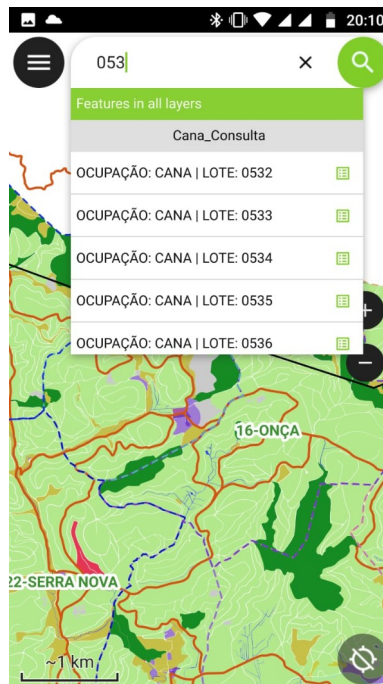 20:10
053
Features in all layers
Cana_Consulta
OCUPAÇÃO: CANA | LOTE: 0532
OCUPAÇÃO: CANA | LOTE: 0533
OCUPAÇÃO: CANA | LOTE: 0534
OCUPAÇÃO: CANA | LOTE: 0535
OCUPAÇÃO: CANA | LOTE: 0536
16-ONÇA
22-SERRA NOVA
~1 km